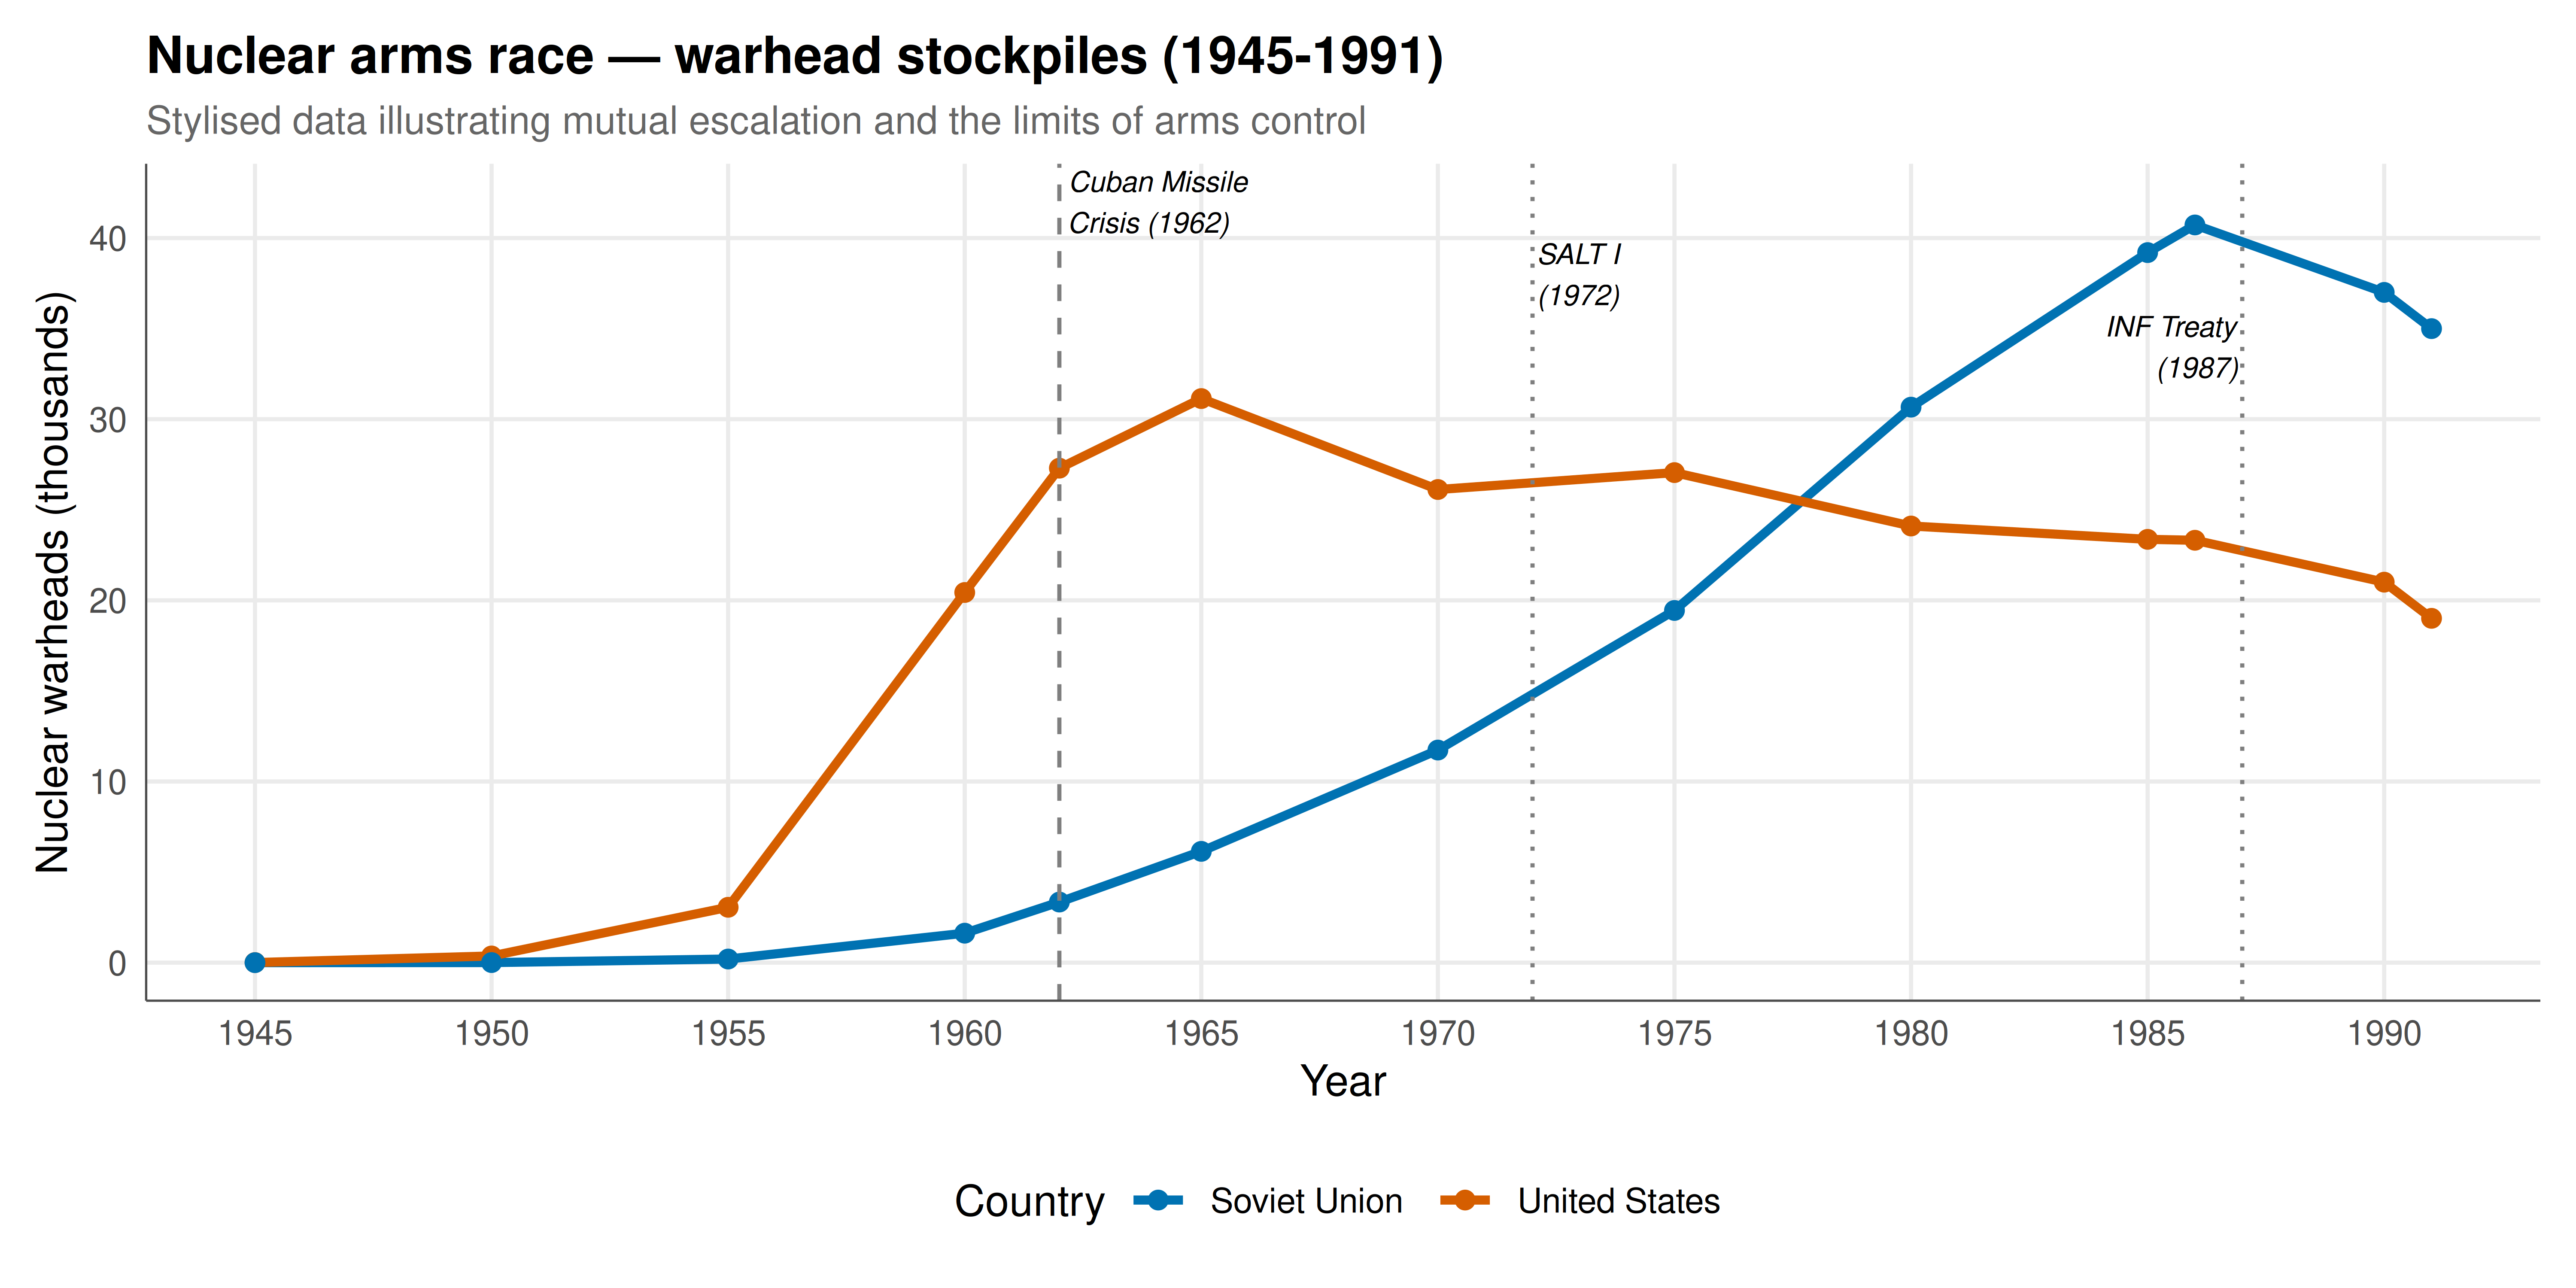 Nuclear arms race — warhead stockpiles (1945-1991)
Stylised data illustrating mutual escalation and the limits of arms control
Cuban Missile
Crisis (1962)
SALT I
(1972)
INF Treaty
(1987)
Nuclear warheads (thousands)
40
30
20
10
0
1945 1950 1955 1960 1965 1970 1975 1980 1985 1990
Year
Country Soviet Union United States